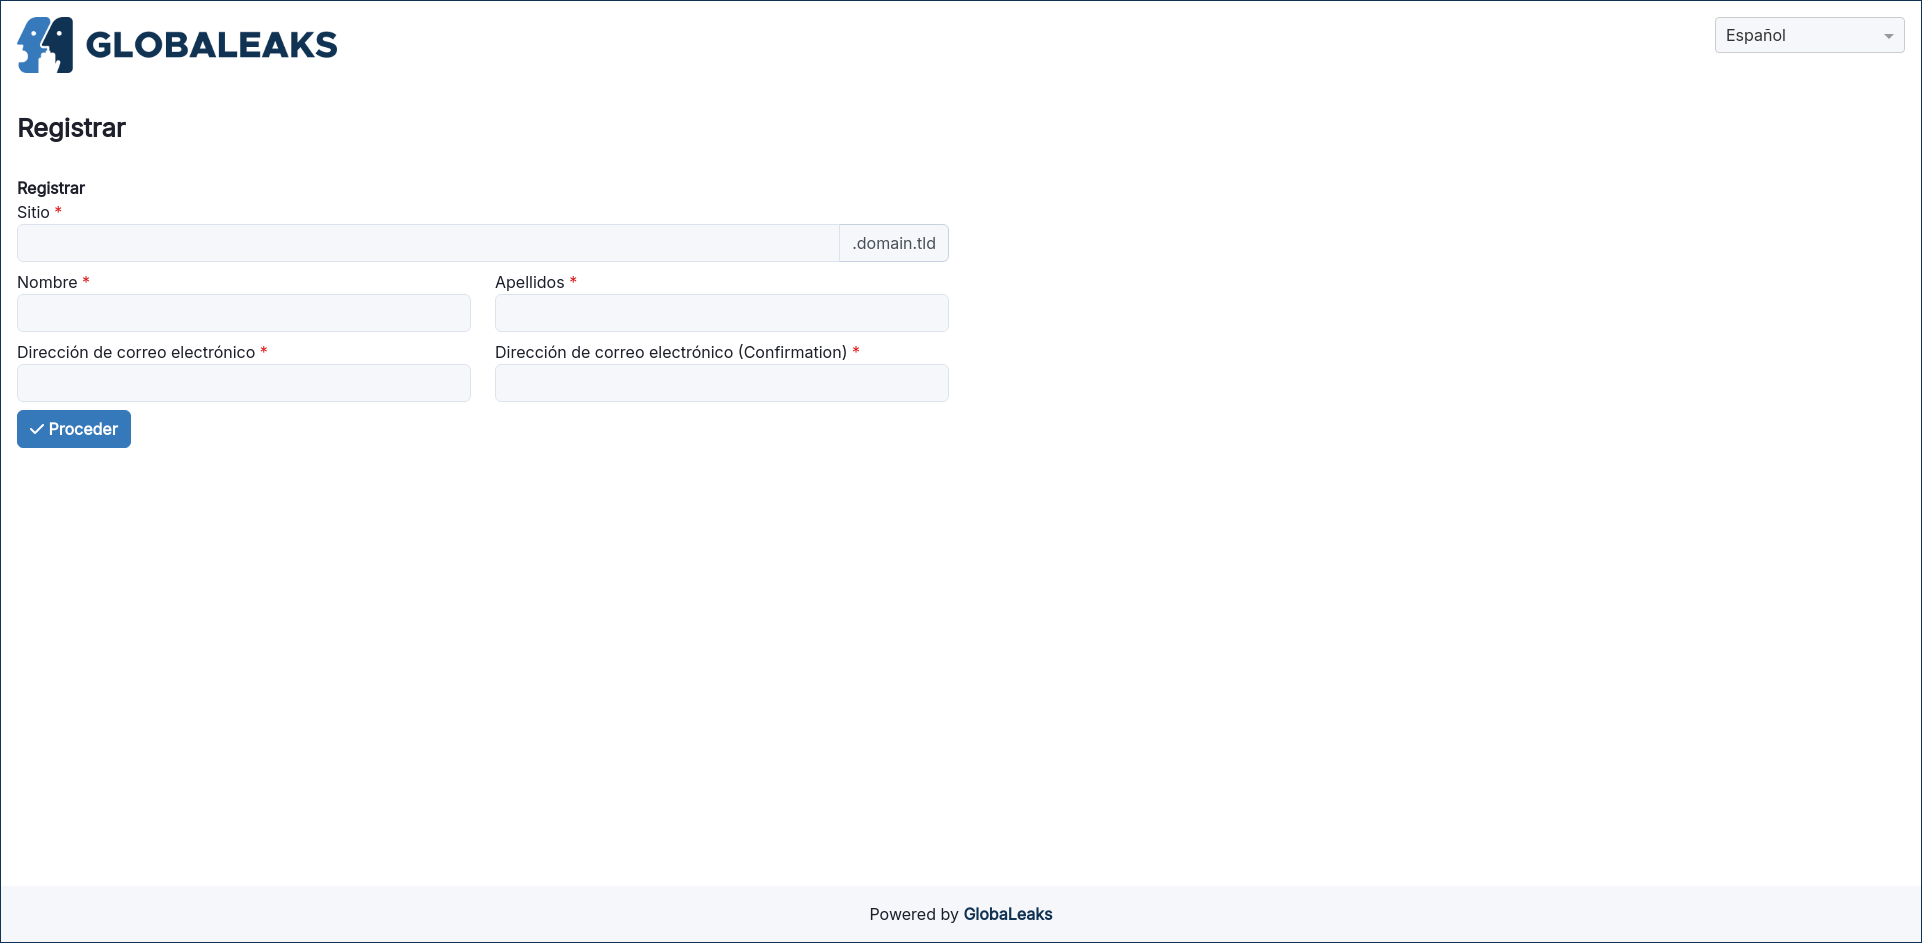 GLOBALEAKS
Español
Registrar
Registrar
Sitio *
.domain.tld
Nombre *
Apellidos *
Dirección de correo electrónico *
Dirección de correo electrónico (Confirmation) *
Proceder
Powered by GlobaLeaks